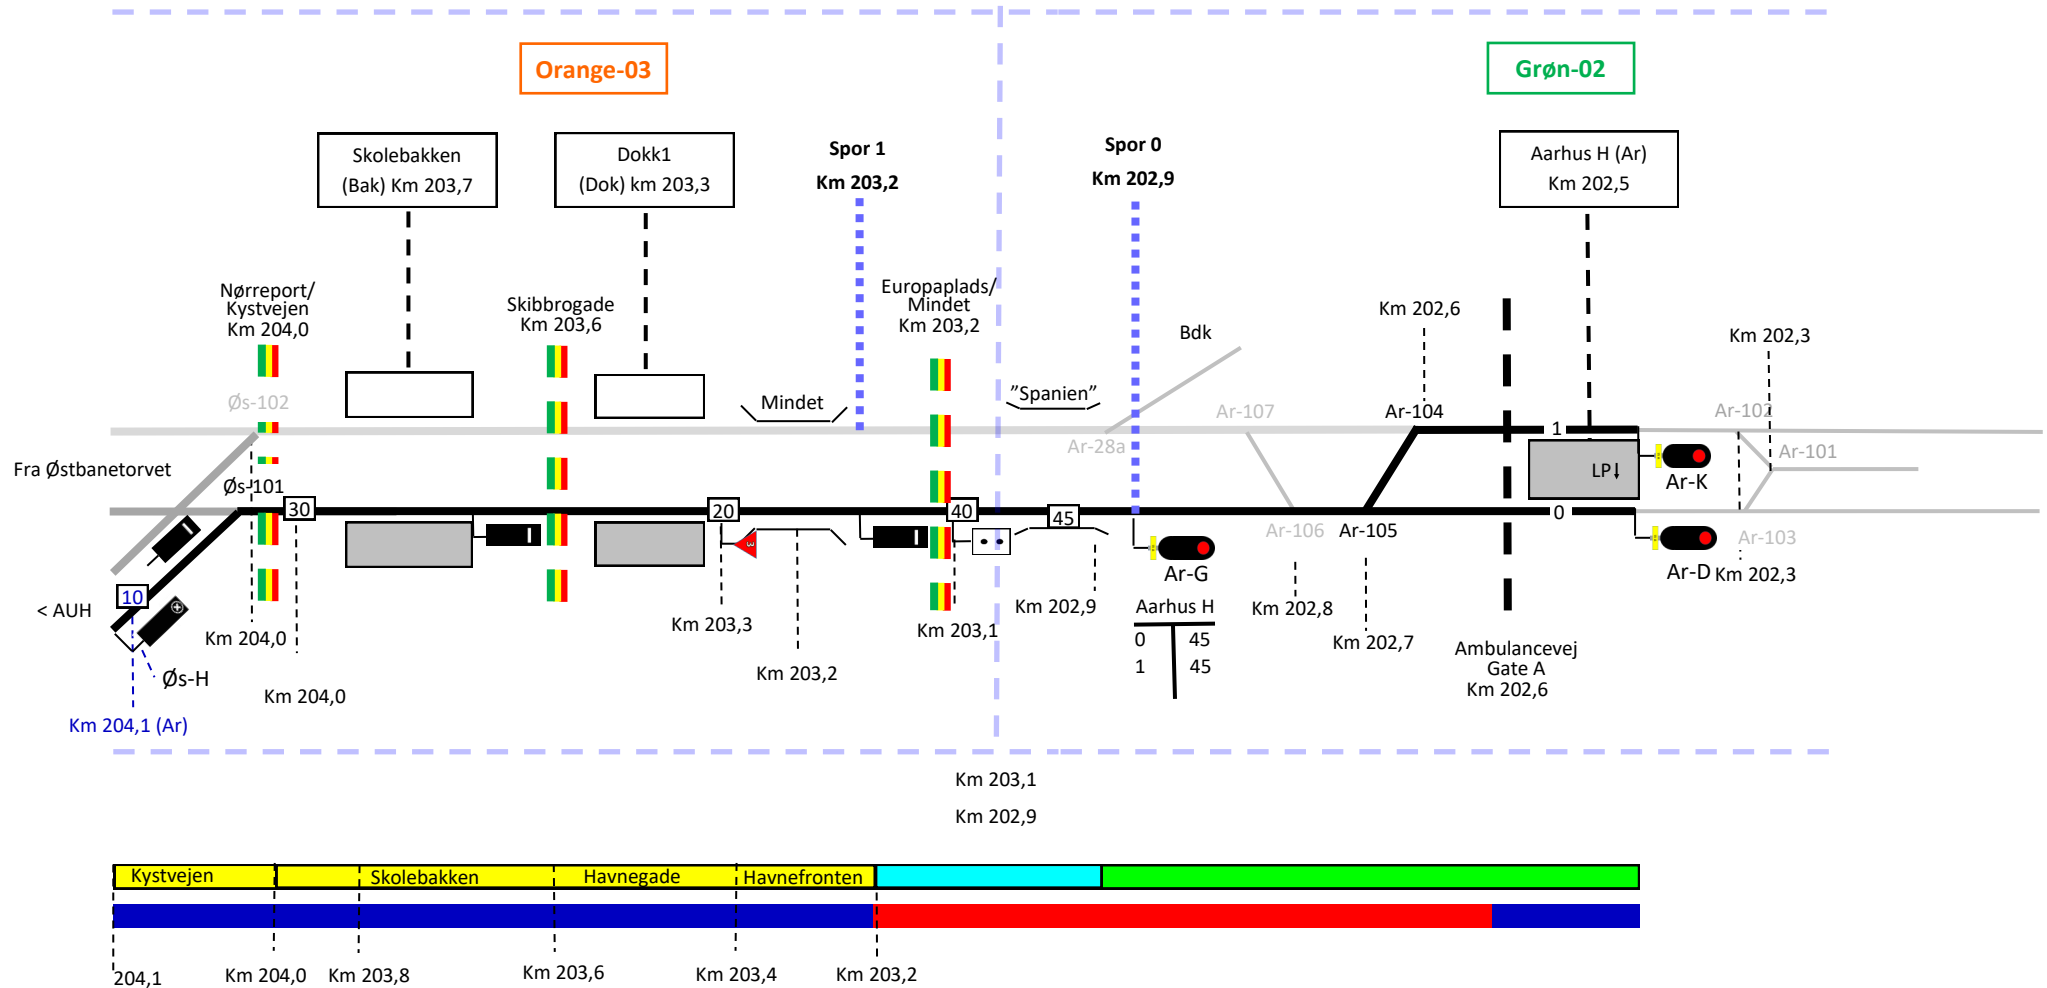 Orange-03
Grøn-02
Skolebakken
(Bak) Km 203,7
Dokk1
(Dok) km 203,3
Spor 1
Km 203,2
Spor 0
Km 202,9
Aarhus H (Ar)
Km 202,5
Nørreport/
Kystvejen
Km 204,0
Skibbrogade
Km 203,6
Europaplads/
Mindet
Km 203,2
Bdk
Km 202,6
Km 202,3
Øs-102
Mindet
”Spanien”
Ar-28a
Ar-107
Ar-104
1
Ar-102
Ar-101
Fra Østbanetorvet
LP↓
Ar-K
Øs-101
30
20
40
45
0
3
Ar-106
Ar-105
Ar-G
Ar-D
Ar-103
Km 202,3
< AUH
10
Øs-H
Km 204,0
Km 204,0
Km 203,3
Km 203,2
Km 203,1
Km 202,9
Aarhus H
0 45
1 45
Km 202,8
Km 202,7
Ambulancevej
Gate A
Km 202,6
Km 204,1 (Ar)
Km 203,1
Km 202,9
Kystvejen
Skolebakken
Havnegade
Havnefronten
204,1
Km 204,0
Km 203,8
Km 203,6
Km 203,4
Km 203,2